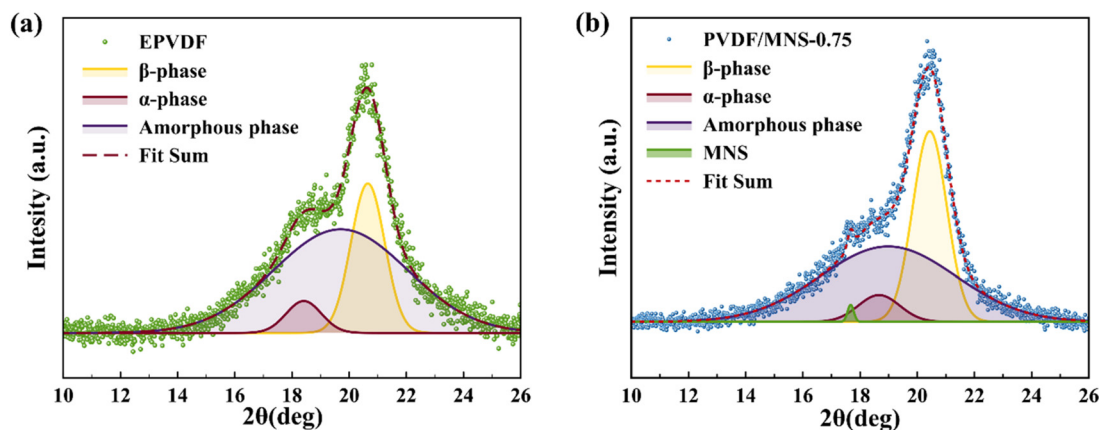 (a)
EPVDF
β-phase
α-phase
Amorphous phase
Fit Sum
Intesity (a.u.)
10 12 14 16 18 20 22 24 26
2θ(deg)
(b)
PVDF/MNS-0.75
β-phase
α-phase
Amorphous phase
MNS
Fit Sum
Intensity (a.u.)
10 12 14 16 18 20 22 24 26
2θ(deg)